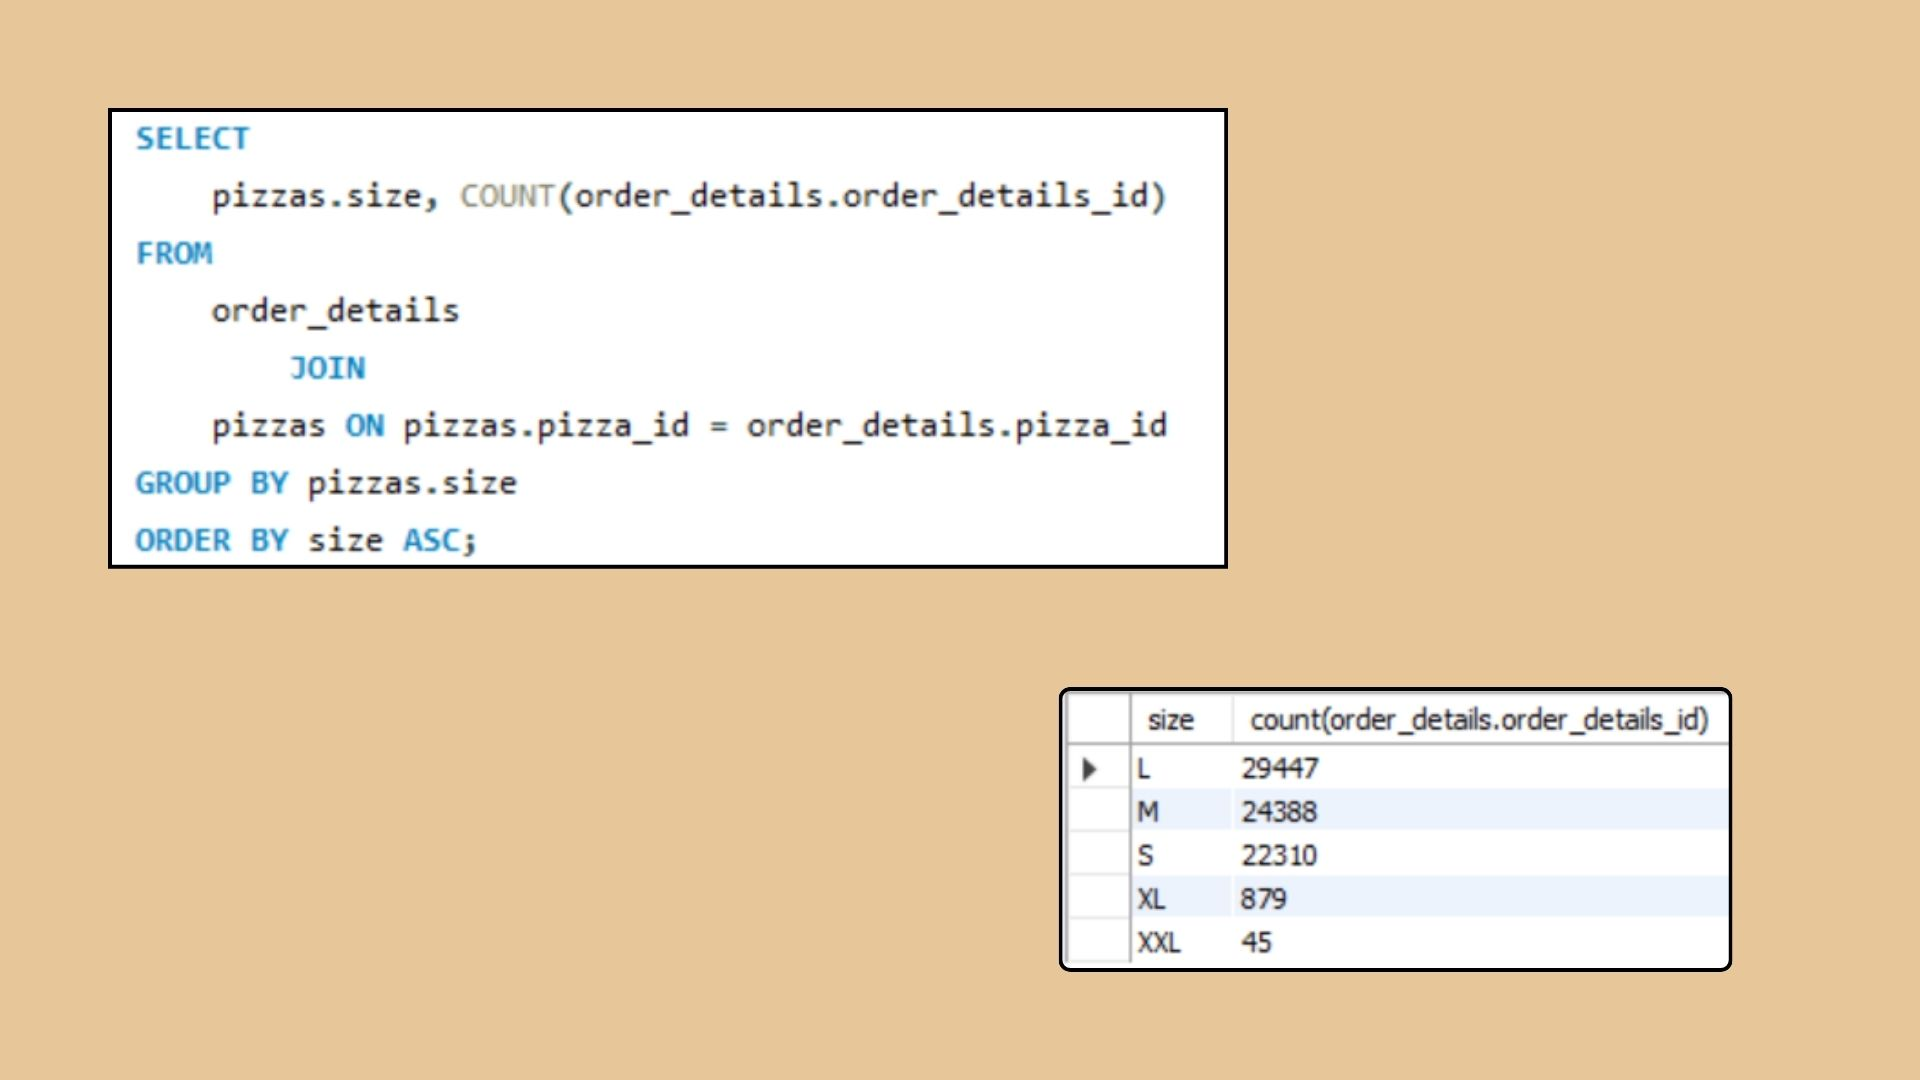 SELECT
pizzas.size, COUNT(order_details.order_details_id)
FROM
order_details
JOIN
pizzas ON pizzas.pizza_id = order_details.pizza_id
GROUP BY pizzas.size
ORDER BY size ASC;
size count(order_details.order_details_id)
L 29447
M 24388
S 22310
XL 879
XXL 45